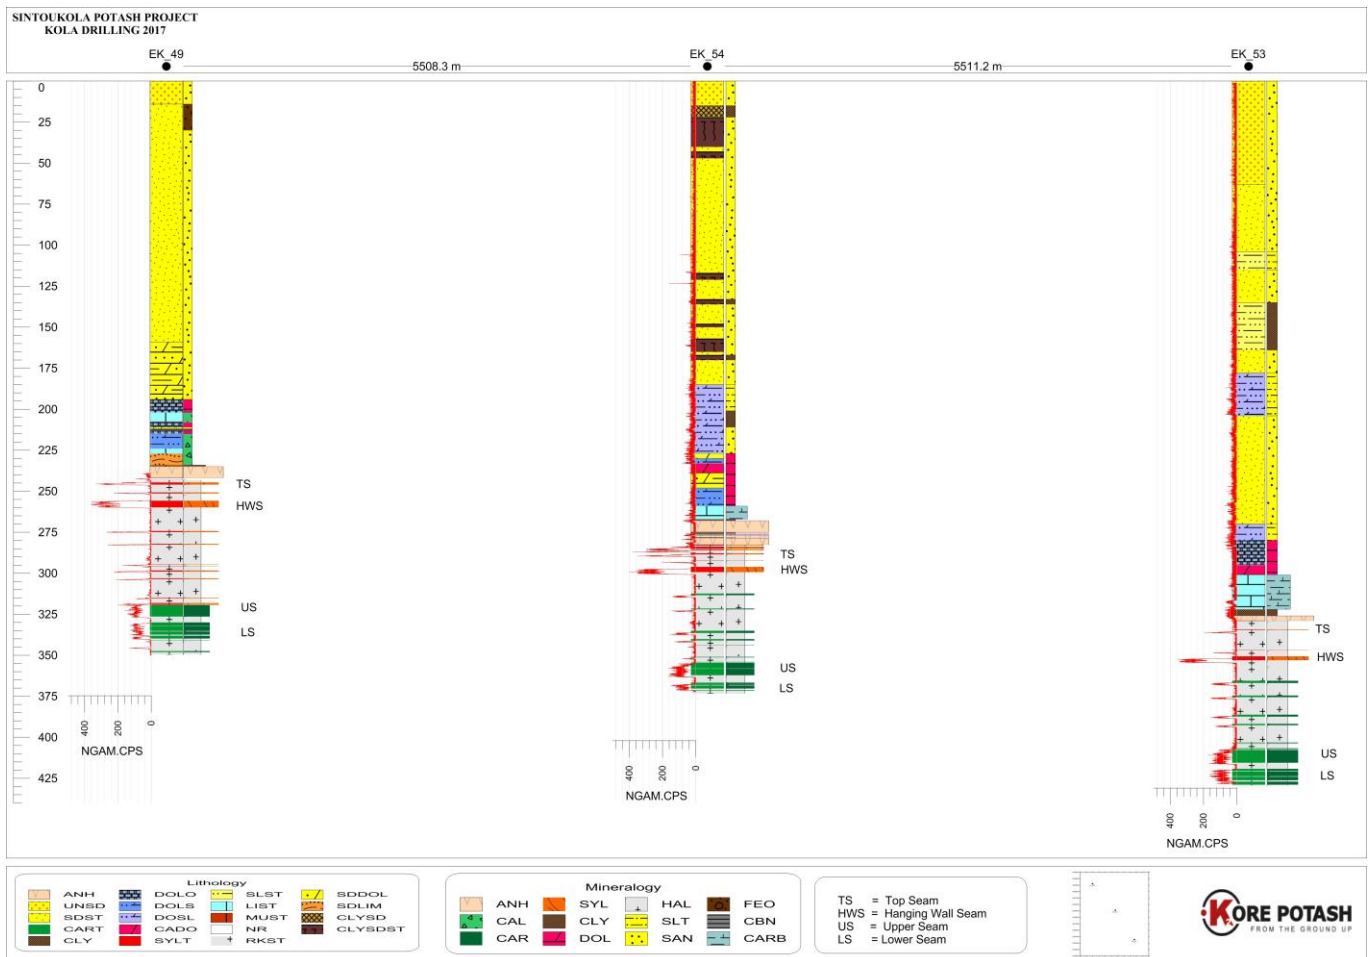 SINTOUKOLA POTASH PROJECT
KOLA DRILLING 2017
EK_49 5508.3 m EK_54 5511.2 m EK_53
0
25
50
75
100
125
150
175
200
225
250
275
300
325
350
375
400
425
TS
HWS
US
LS
400 200 0
NGAM.CPS
TS
HWS
US
LS
400 200 0
NGAM.CPS
TS
HWS
US
LS
400 200 0
NGAM.CPS
Lithology
ANH DOLO SLST SDDOL
UNSD DOLS LIST SDLIM
SDST DOSL MUST CLYSD
CART CADO NR CLYSDST
CLY SYLT RKST
Mineralogy
ANH SYL HAL FEO
CAL CLY SLT CBN
CAR DOL SAN CARB
TS = Top Seam
HWS = Hanging Wall Seam
US = Upper Seam
LS = Lower Seam
KORE POTASH
FROM THE GROUND UP